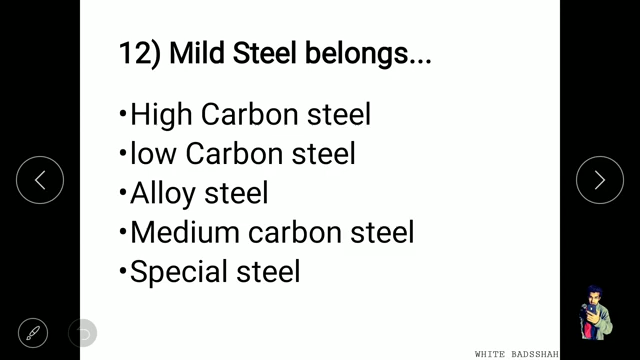 12) Mild Steel belongs...
•High Carbon steel
•low Carbon steel
•Alloy steel
•Medium carbon steel
•Special steel
WHITE BADSSHAH